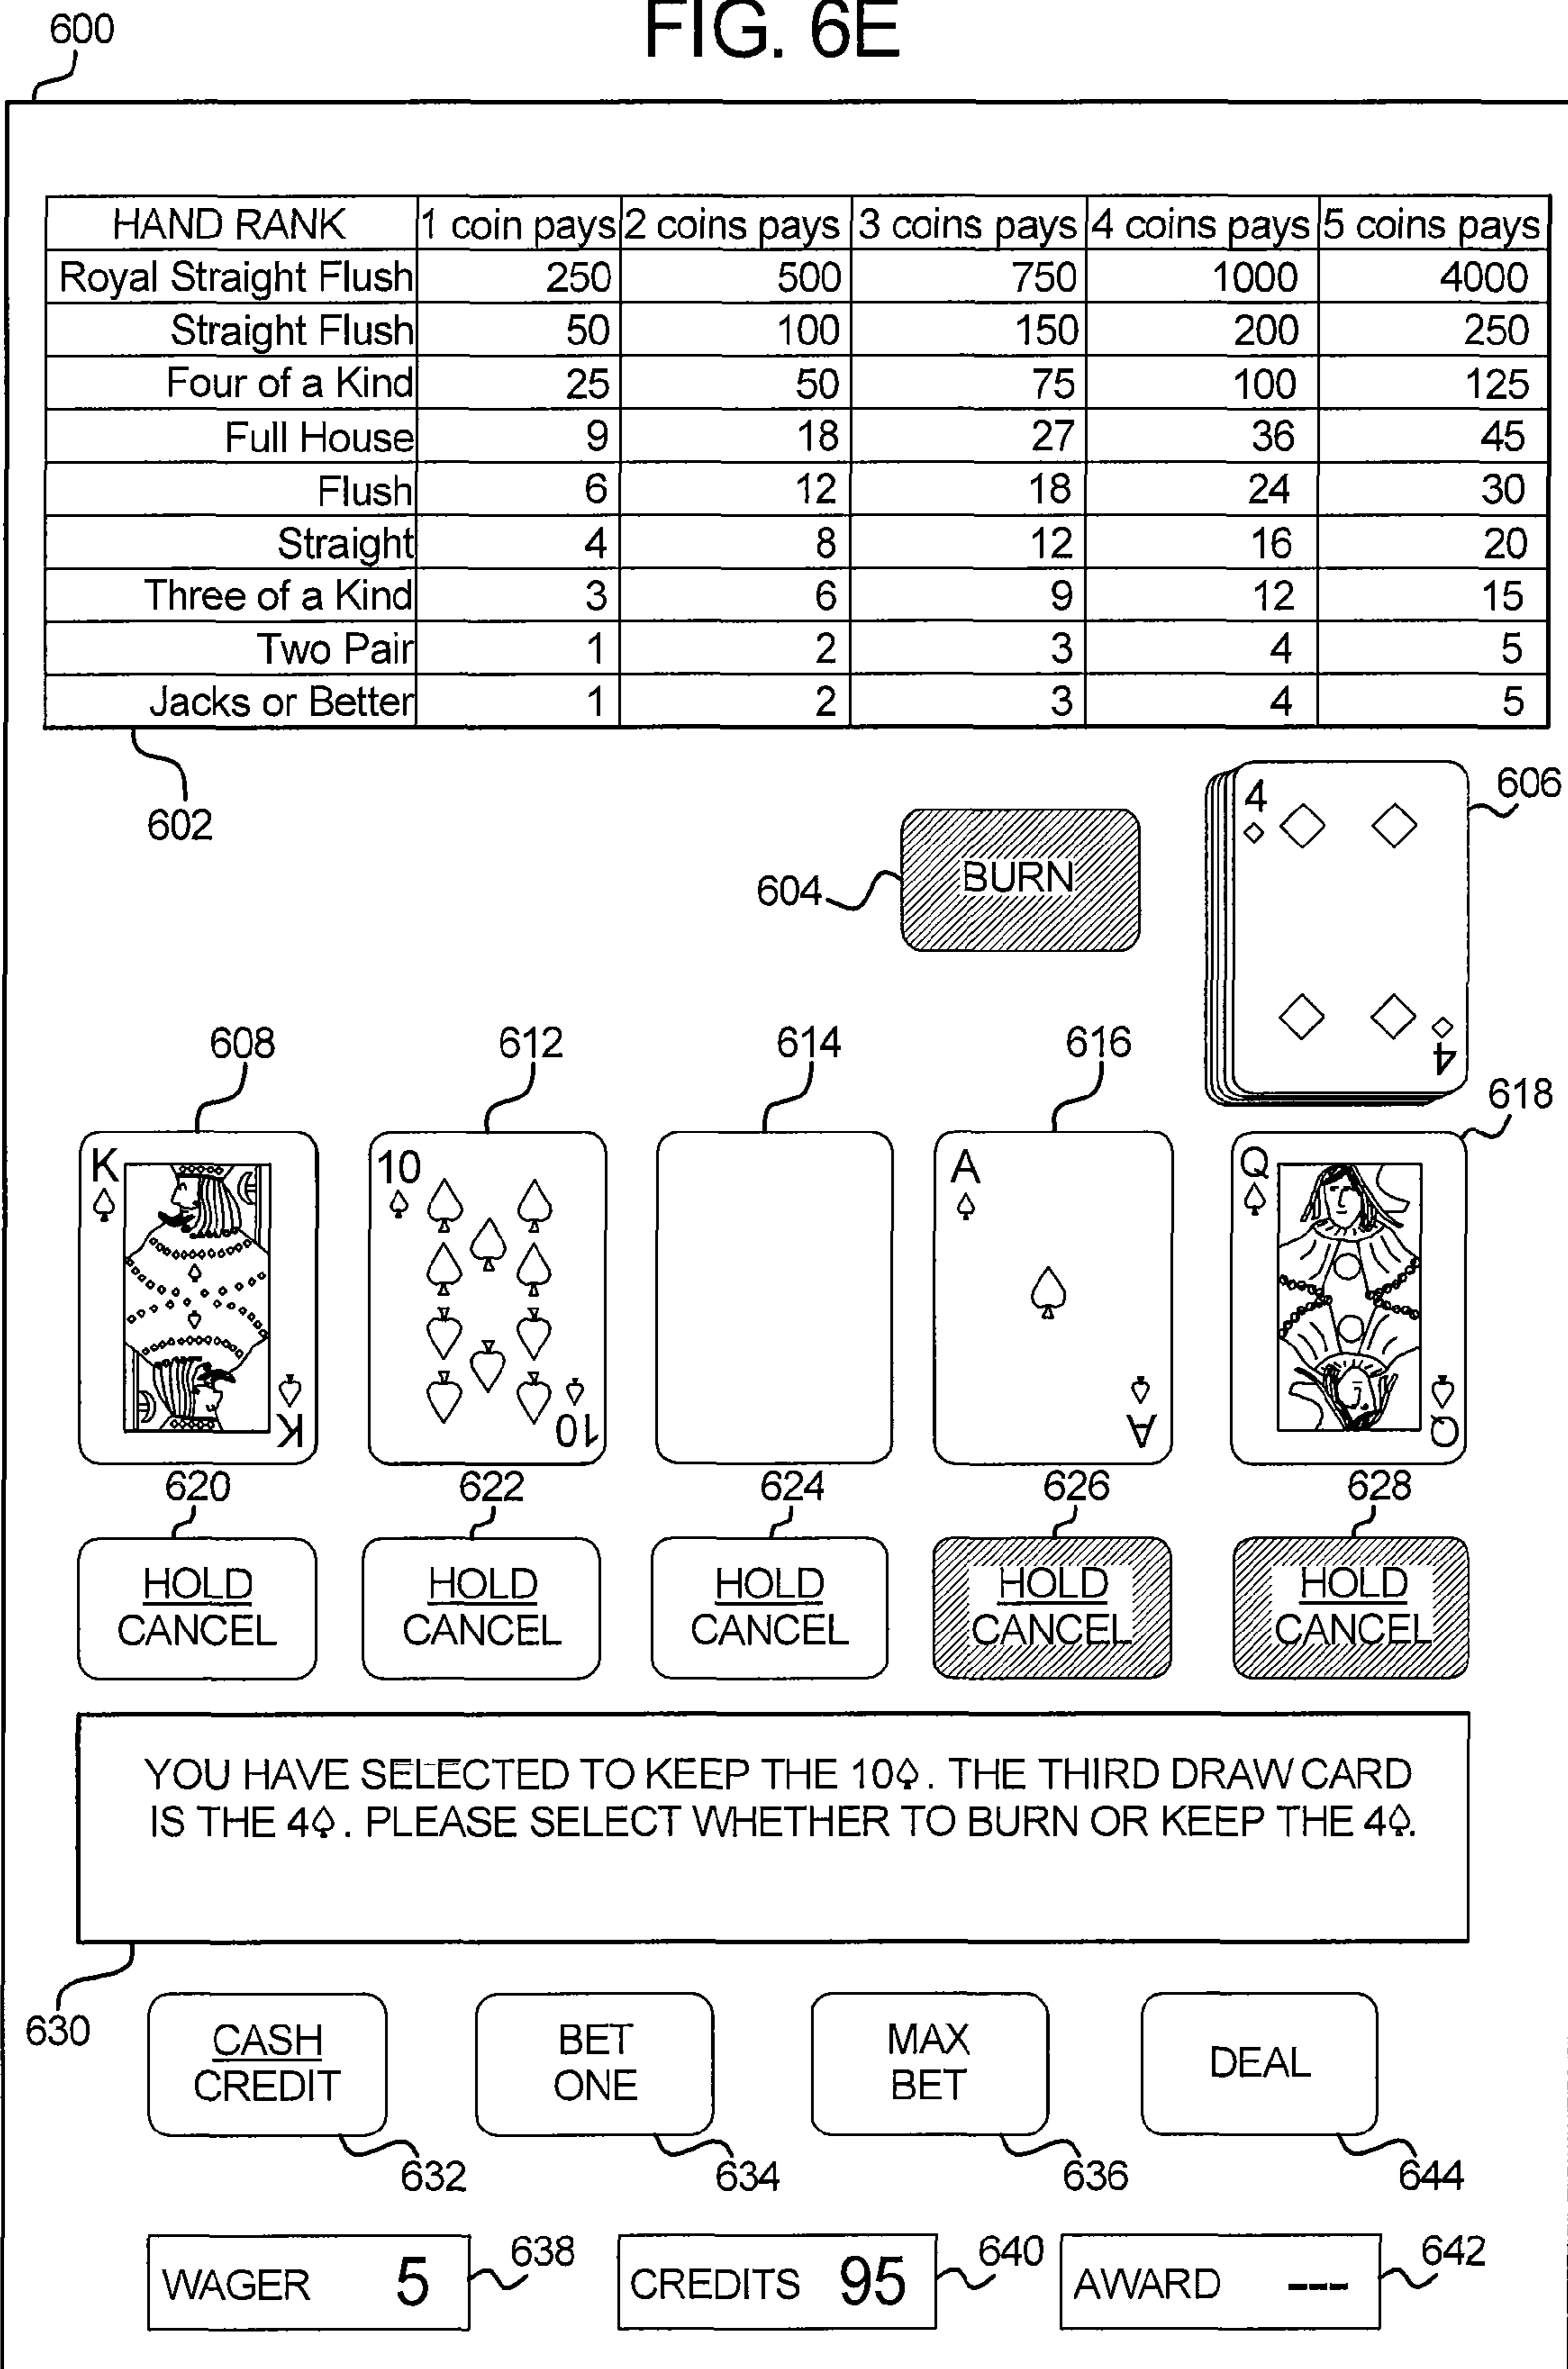 FIG. 6E
600
HAND RANK 1 coin pays 2 coins pays 3 coins pays 4 coins pays 5 coins pays
Royal Straight Flush 250 500 750 1000 4000
Straight Flush 50 100 150 200 250
Four of a Kind 25 50 75 100 125
Full House 9 18 27 36 45
Flush 6 12 18 24 30
Straight 4 8 12 16 20
Three of a Kind 3 6 9 12 15
Two Pair 1 2 3 4 5
Jacks or Better 1 2 3 4 5
602
604
BURN
4♢
4♢
606
608 612 614 616 618
K♤ 10♤ A♤ Q♤
K♤ 10♤ A♤ Q♤
620 622 624 626 628
HOLD HOLD HOLD HOLD HOLD
CANCEL CANCEL CANCEL CANCEL CANCEL
YOU HAVE SELECTED TO KEEP THE 10♤. THE THIRD DRAW CARD
IS THE 4♤. PLEASE SELECT WHETHER TO BURN OR KEEP THE 4♤.
630
CASH BET MAX DEAL
CREDIT ONE BET
632 634 636 644
WAGER 5 638 CREDITS 95 640 AWARD --- 642